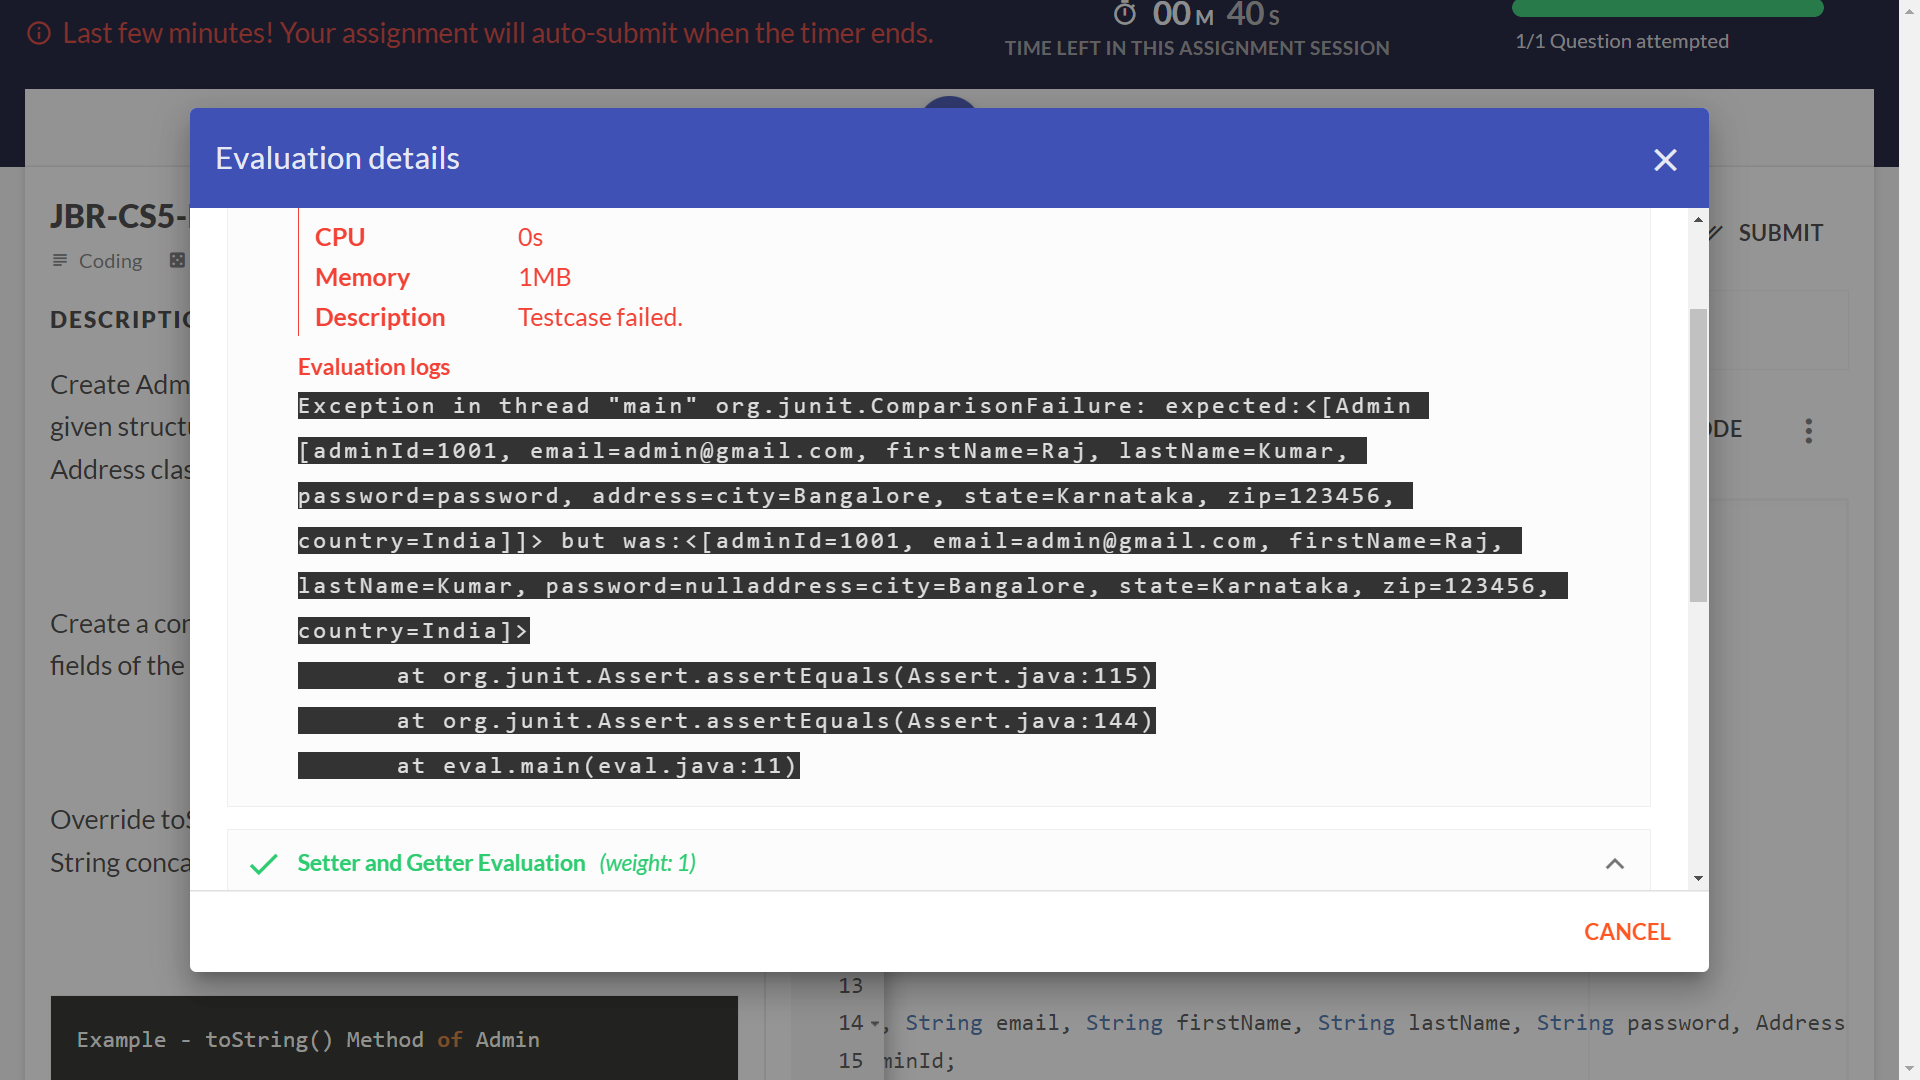 Last few minutes! Your assignment will auto-submit when the timer ends.
00 M 40 S
TIME LEFT IN THIS ASSIGNMENT SESSION
1/1 Question attempted
Evaluation details
JBR-CS5-
Coding
SUBMIT
DESCRIPTIO
Create Adm
given struct
Address clas
Create a con
fields of the
Override toS
String conca
CPU 0s
Memory 1MB
Description Testcase failed.
Evaluation logs
Exception in thread "main" org.junit.ComparisonFailure: expected:<[Admin
[adminId=1001, email=admin@gmail.com, firstName=Raj, lastName=Kumar,
password=password, address=city=Bangalore, state=Karnataka, zip=123456,
country=India]]> but was:<[adminId=1001, email=admin@gmail.com, firstName=Raj,
lastName=Kumar, password=nulladdress=city=Bangalore, state=Karnataka, zip=123456,
country=India]>
at org.junit.Assert.assertEquals(Assert.java:115)
at org.junit.Assert.assertEquals(Assert.java:144)
at eval.main(eval.java:11)
Setter and Getter Evaluation (weight: 1)
CANCEL
ODE
Example - toString() Method of Admin
13
14 , String email, String firstName, String lastName, String password, Address
15 minId;